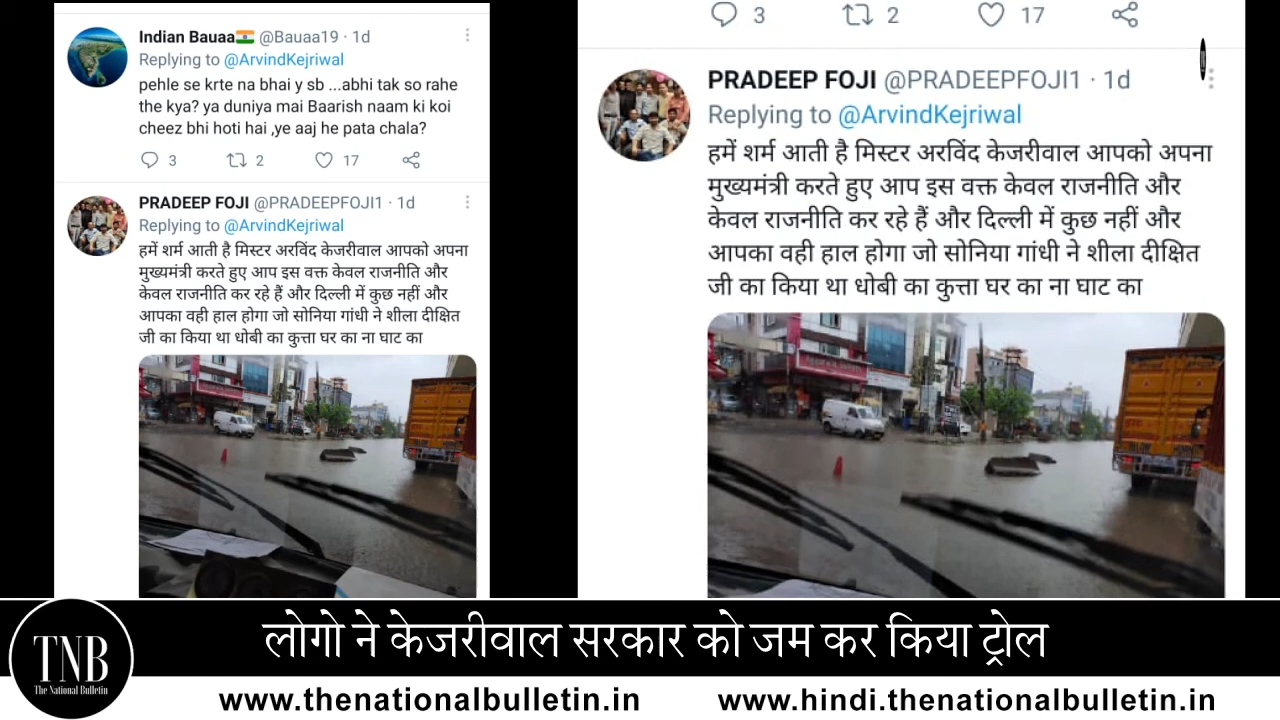 Indian Bauaa🇮🇳 @Bauaa19 · 1d
Replying to @ArvindKejriwal
pehle se krte na bhai y sb ...abhi tak so rahe
the kya? ya duniya mai Baarish naam ki koi
cheez bhi hoti hai ,ye aaj he pata chala?
3 2 17
PRADEEP FOJI @PRADEEPFOJI1 · 1d
Replying to @ArvindKejriwal
हमें शर्म आती है मिस्टर अरविंद केजरीवाल आपको अपना
मुख्यमंत्री करते हुए आप इस वक्त केवल राजनीति और
केवल राजनीति कर रहे हैं और दिल्ली में कुछ नहीं और
आपका वही हाल होगा जो सोनिया गांधी ने शीला दीक्षित
जी का किया था धोबी का कुत्ता घर का ना घाट का
3 2 17
PRADEEP FOJI @PRADEEPFOJI1 · 1d
Replying to @ArvindKejriwal
हमें शर्म आती है मिस्टर अरविंद केजरीवाल आपको अपना
मुख्यमंत्री करते हुए आप इस वक्त केवल राजनीति और
केवल राजनीति कर रहे हैं और दिल्ली में कुछ नहीं और
आपका वही हाल होगा जो सोनिया गांधी ने शीला दीक्षित
जी का किया था धोबी का कुत्ता घर का ना घाट का
TNB
The National Bulletin
लोगो ने केजरीवाल सरकार को जम कर किया ट्रोल
www.thenationalbulletin.in www.hindi.thenationalbulletin.in